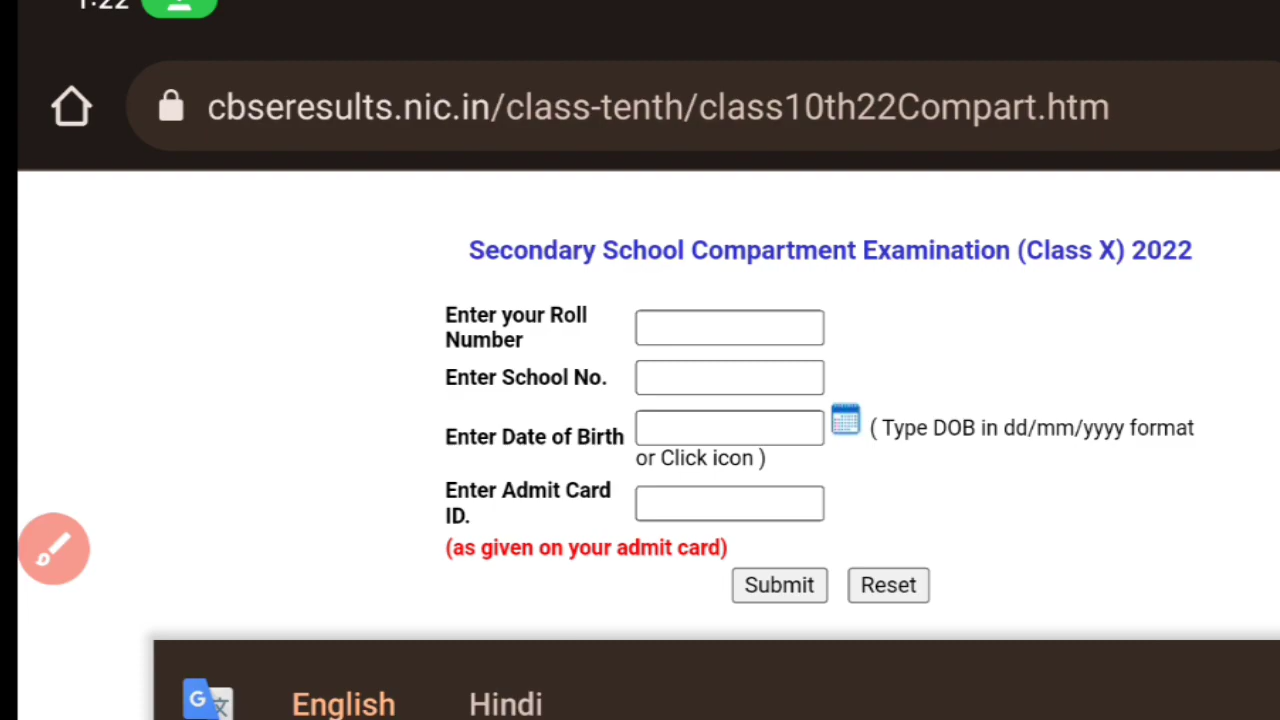 1:22
cbseresults.nic.in/class-tenth/class10th22Compart.htm
Secondary School Compartment Examination (Class X) 2022
Enter your Roll
Number
Enter School No.
Enter Date of Birth
( Type DOB in dd/mm/yyyy format
or Click icon )
Enter Admit Card
ID.
(as given on your admit card)
Submit Reset
G 文 English Hindi